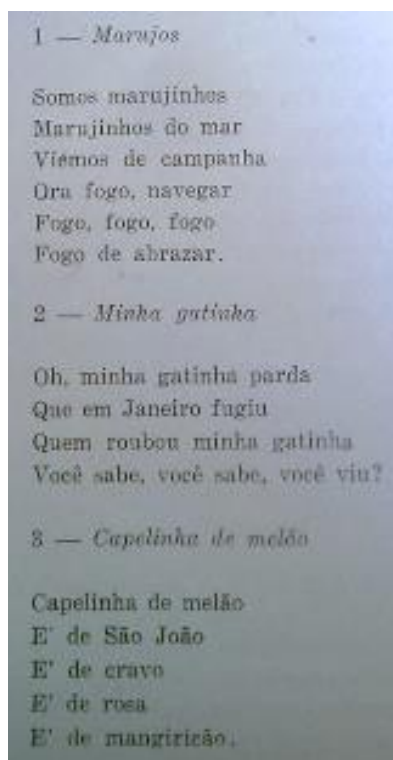 1 — Marujos
Somos marujinhos
Marujinhos do mar
Viémos de campanha
Ora fogo, navegar
Fogo, fogo, fogo
Fogo de abrazar.
2 — Minha gatinha
Oh, minha gatinha parda
Que em Janeiro fugiu
Quem roubou minha gatinha
Você sabe, você sabe, você viu?
3 — Capelinha de melão
Capelinha de melão
E' de São João
E' de cravo
E' de rosa
E' de mangiricão.